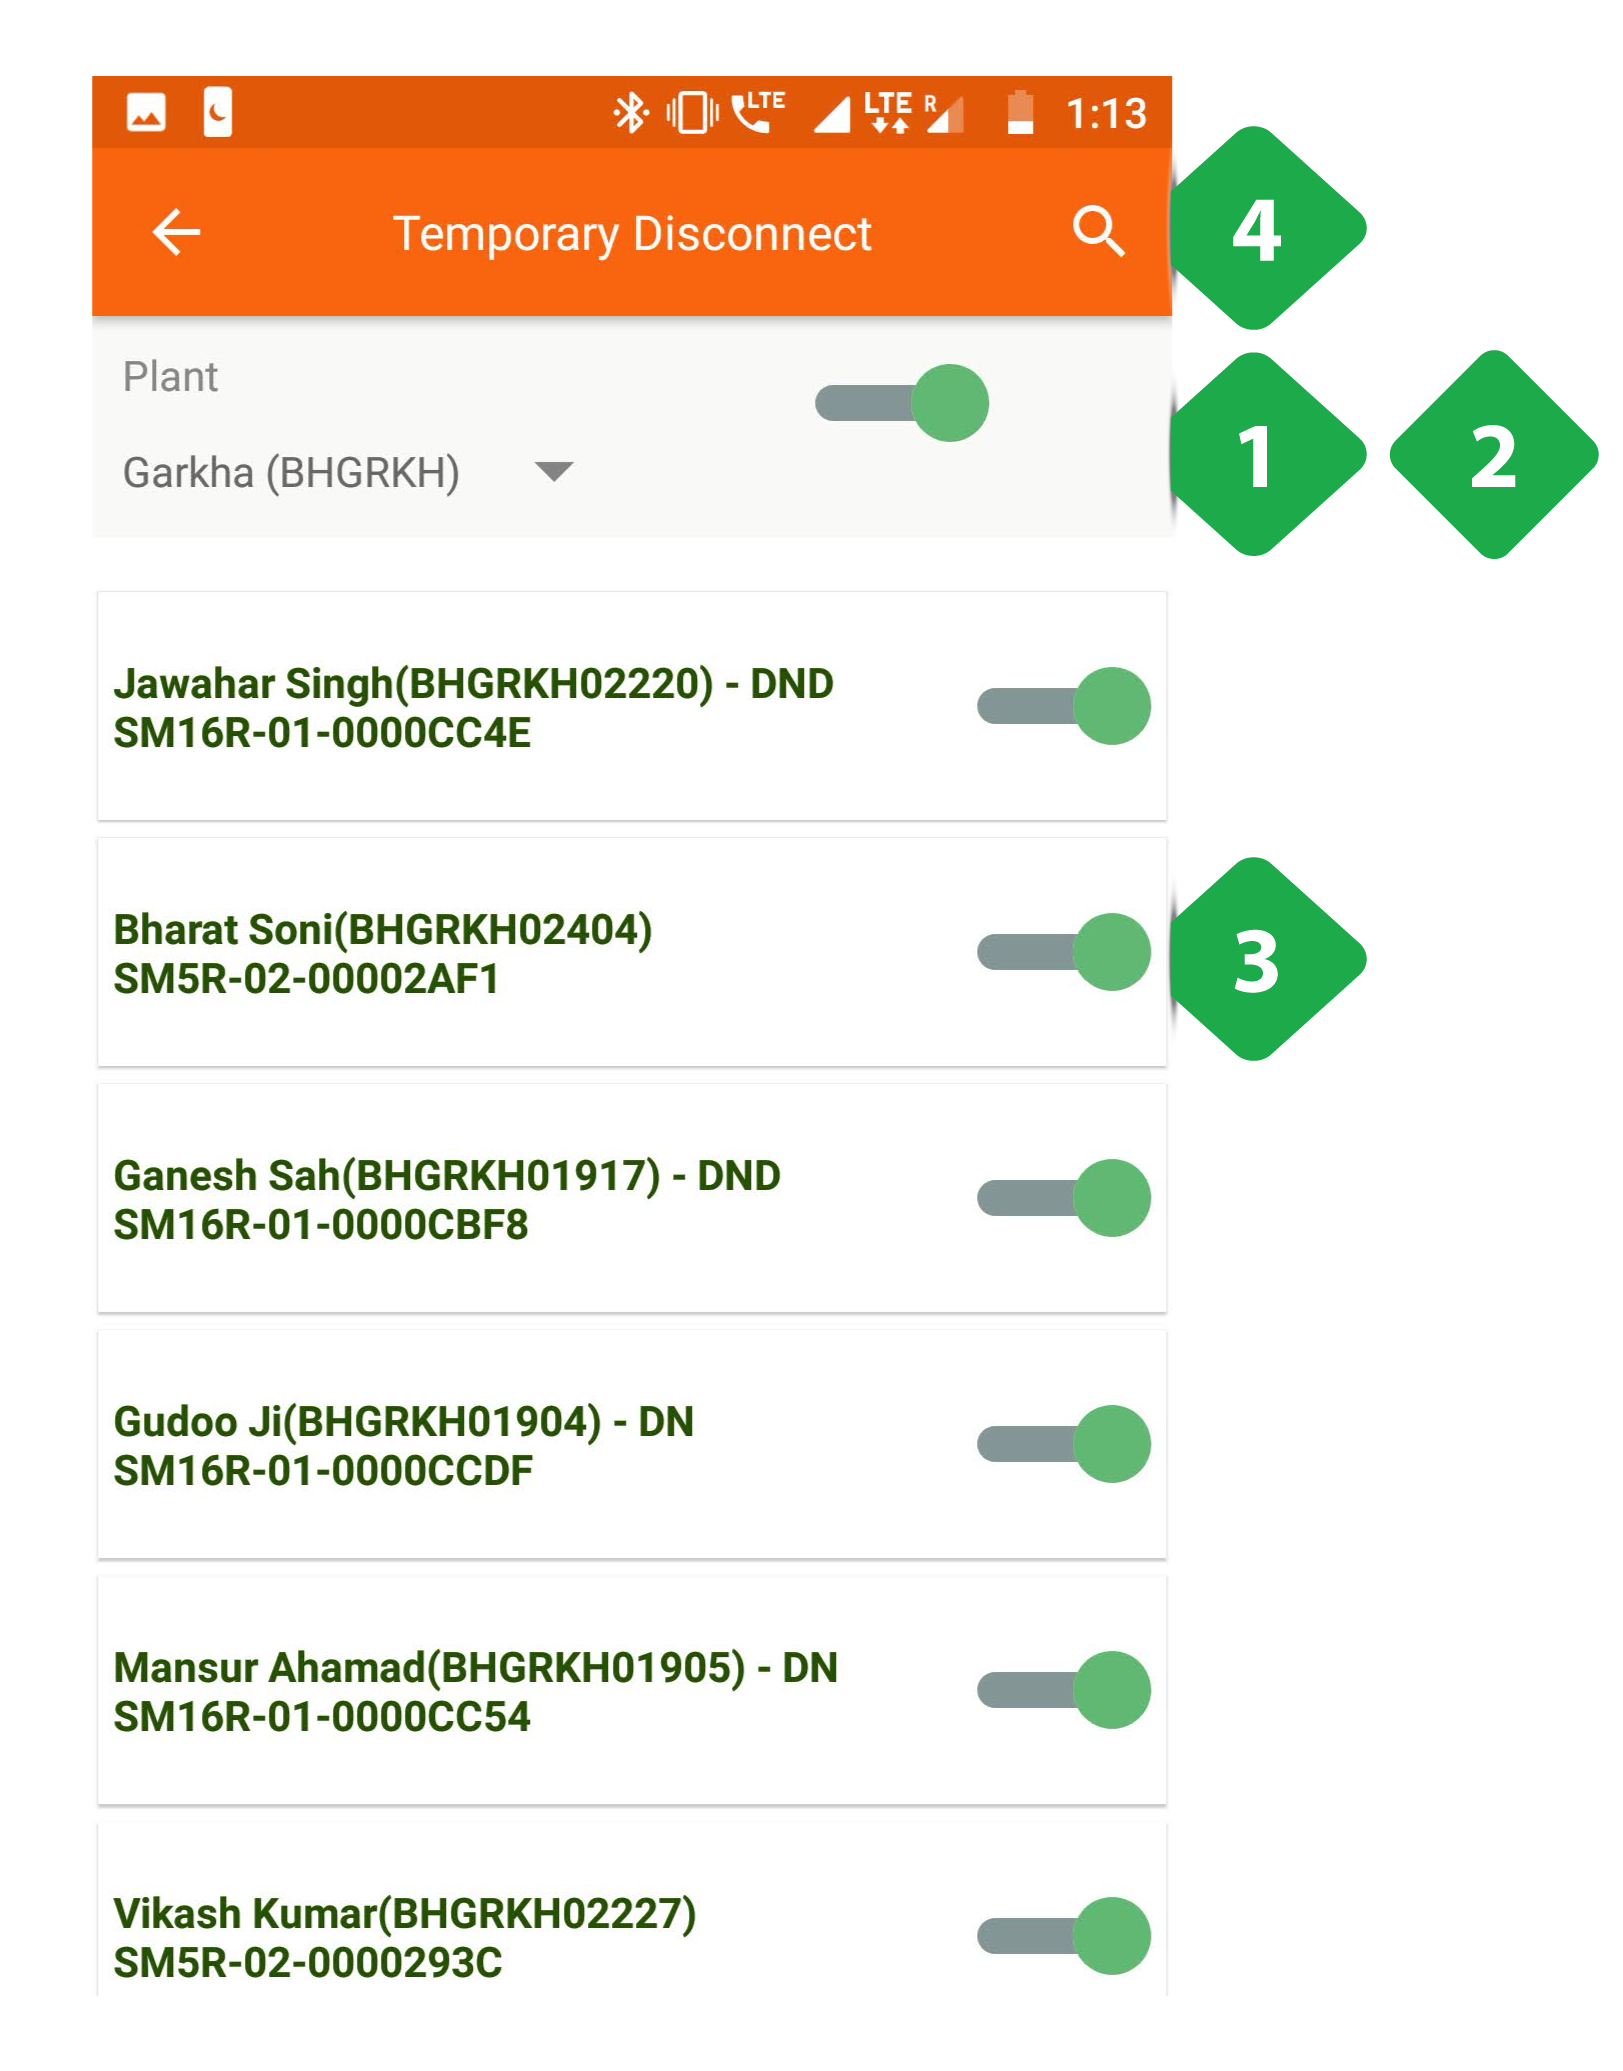 LTE LTE R 1:13
Temporary Disconnect
4
Plant
Garkha (BHGRKH)
1 2
Jawahar Singh(BHGRKH02220) - DND
SM16R-01-0000CC4E
Bharat Soni(BHGRKH02404)
SM5R-02-00002AF1
3
Ganesh Sah(BHGRKH01917) - DND
SM16R-01-0000CBF8
Gudoo Ji(BHGRKH01904) - DN
SM16R-01-0000CCDF
Mansur Ahamad(BHGRKH01905) - DN
SM16R-01-0000CC54
Vikash Kumar(BHGRKH02227)
SM5R-02-0000293C